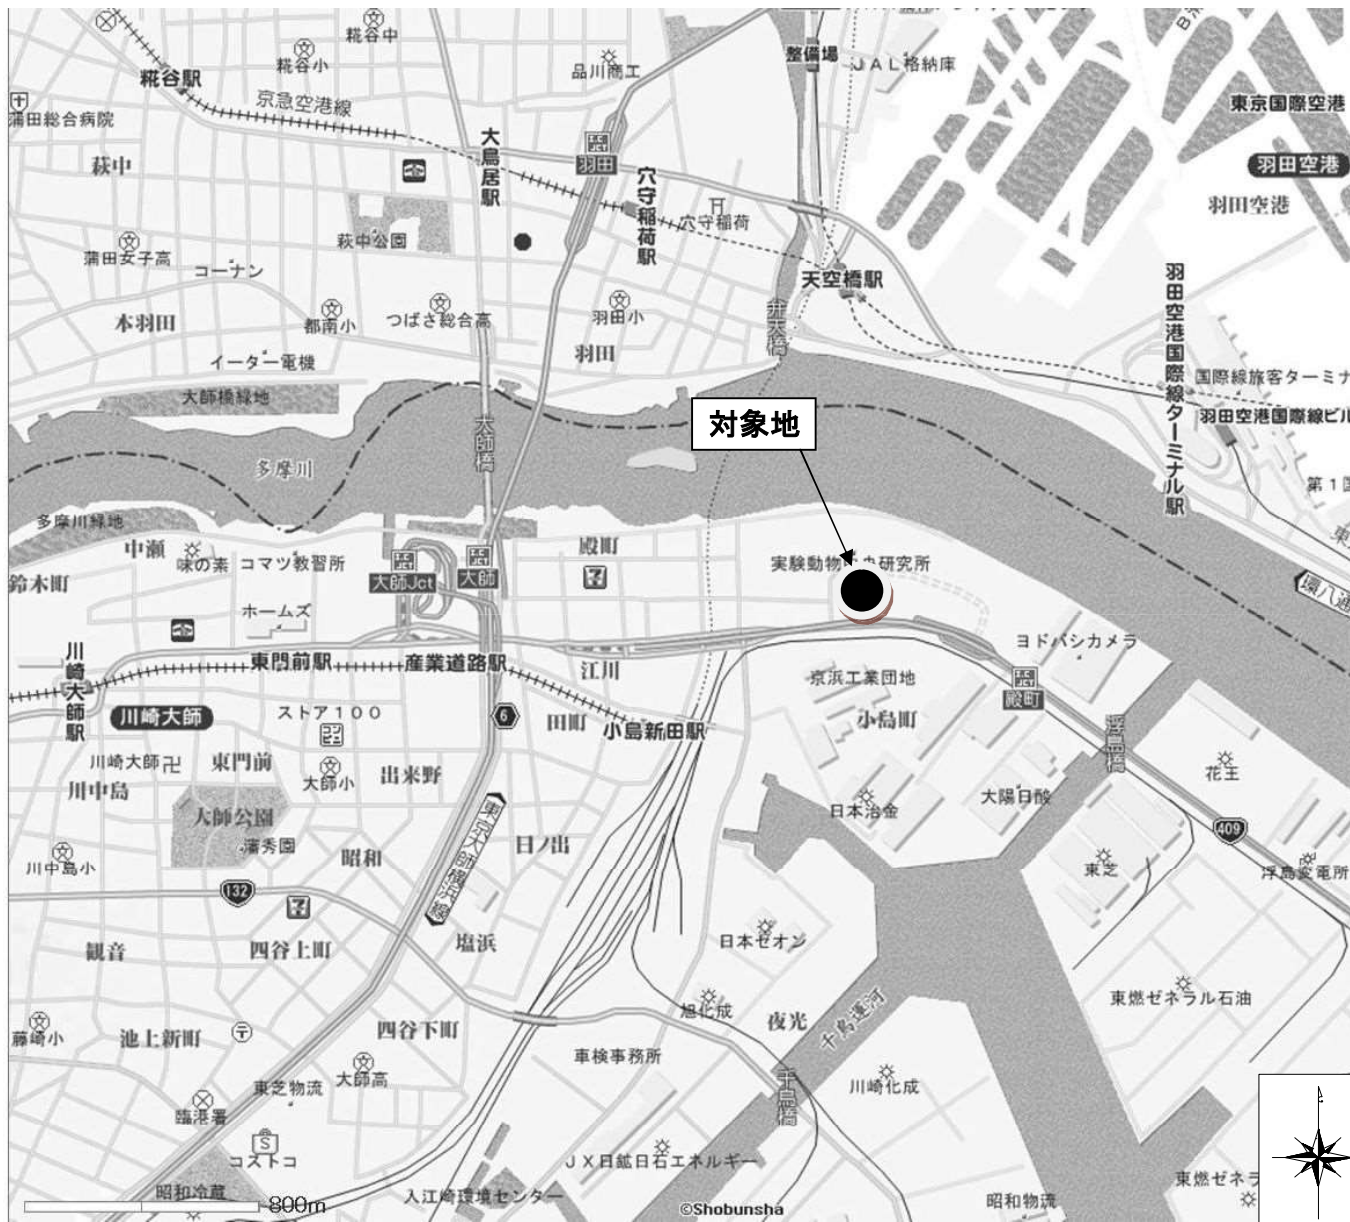 糀谷中
糀谷小
糀谷駅
品川商工
整備場
JAL格納庫
京急空港線
蒲田総合病院
東京国際空港
大鳥居駅
I.C
JCT
羽田
羽田空港
萩中
穴守稲荷駅
羽田空港
穴守稲荷
萩中公園
蒲田女子高
コーナン
天空橋駅
羽田空港国際線ターミナル駅
本羽田
都南小
つばさ総合高
羽田小
弁天橋
羽田
イーター電機
大師橋緑地
国際線旅客ターミナ
羽田空港国際線ビル
対象地
大師橋
多摩川
第1国
多摩川緑地
中瀬
味の素
コマツ教習所
I.C
JCT
大師Jct
I.C
JCT
大師
殿町
実験動物中央研究所
鈴木町
環八通
ホームズ
川崎大師駅
東門前駅
産業道路駅
江川
ヨドバシカメラ
京浜工業団地
I.C
JCT
殿町
川崎大師
ストア100
コンビニ
6
田町
小島新田駅
小島町
浮島橋
川崎大師
東門前
大師小
出来野
花王
川中島
大師公園
瀋秀園
東京大師横浜線
日ノ出
日本冶金
大陽日酸
409
川中島小
昭和
東芝
浮島変電所
132
観音
四谷上町
塩浜
日本ゼオン
東燃ゼネラル石油
藤崎小
池上新町
四谷下町
旭化成
夜光
千鳥運河
車検事務所
東芝物流
大師高
千鳥橋
川崎化成
臨港署
コストコ
JX日鉱日石エネルギー
昭和冷蔵
入江崎環境センター
東燃ゼネラ
昭和物流
800m
©Shobunsha